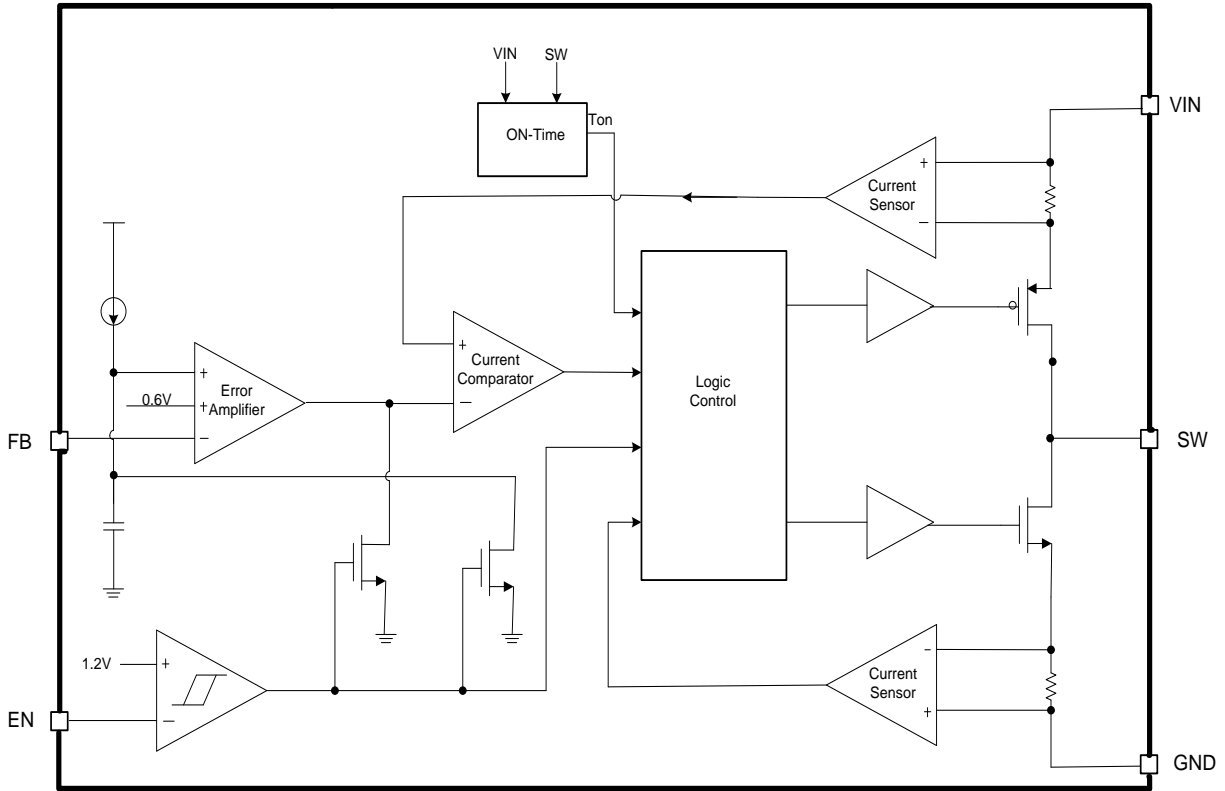 VIN
SW
ON-Time
Ton
VIN
+
Current
Sensor
−
+
Current
Comparator
−
Logic
Control
+
0.6V
+
Error
Amplifier
−
FB
SW
1.2V
+
−
EN
−
Current
Sensor
+
GND